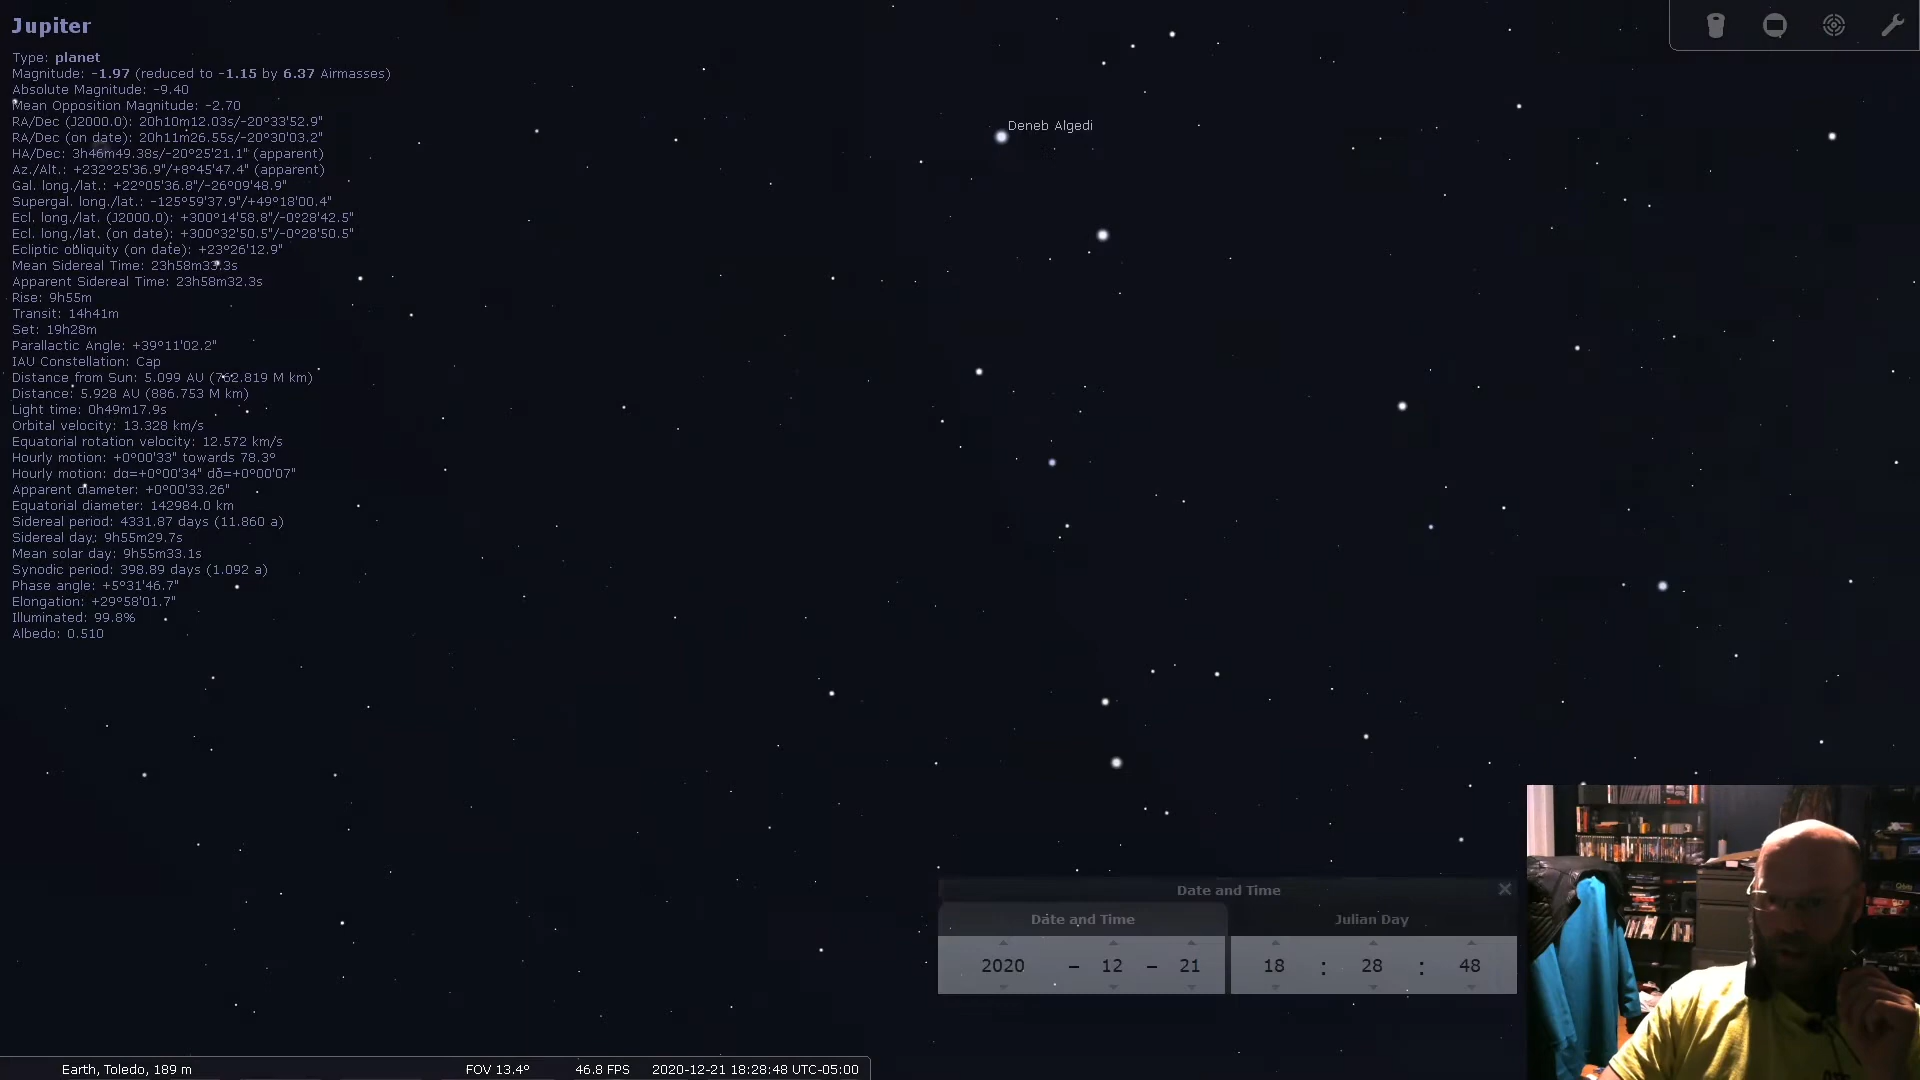 Jupiter
Type: planet
Magnitude: -1.97 (reduced to -1.15 by 6.37 Airmasses)
Absolute Magnitude: -9.40
Mean Opposition Magnitude: -2.70
RA/Dec (J2000.0): 20h10m12.03s/-20°33'52.9"
RA/Dec (on date): 20h11m26.55s/-20°30'03.2"
HA/Dec: 3h46m49.38s/-20°25'21.1" (apparent)
Az./Alt.: +232°25'36.9"/+8°45'47.4" (apparent)
Gal. long./lat.: +22°05'36.8"/-26°09'48.9"
Supergal. long./lat.: -125°59'37.9"/+49°18'00.4"
Ecl. long./lat. (J2000.0): +300°14'58.8"/-0°28'42.5"
Ecl. long./lat. (on date): +300°32'50.5"/-0°28'50.5"
Ecliptic obliquity (on date): +23°26'12.9"
Mean Sidereal Time: 23h58m33.3s
Apparent Sidereal Time: 23h58m32.3s
Rise: 9h55m
Transit: 14h41m
Set: 19h28m
Parallactic Angle: +39°11'02.2"
IAU Constellation: Cap
Distance from Sun: 5.099 AU (762.819 M km)
Distance: 5.928 AU (886.753 M km)
Light time: 0h49m17.9s
Orbital velocity: 13.328 km/s
Equatorial rotation velocity: 12.572 km/s
Hourly motion: +0°00'33" towards 78.3°
Hourly motion: dα=+0°00'34" dδ=+0°00'07"
Apparent diameter: +0°00'33.26"
Equatorial diameter: 142984.0 km
Sidereal period: 4331.87 days (11.860 a)
Sidereal day: 9h55m29.7s
Mean solar day: 9h55m33.1s
Synodic period: 398.89 days (1.092 a)
Phase angle: +5°31'46.7"
Elongation: +29°58'01.7"
Illuminated: 99.8%
Albedo: 0.510
Deneb Algedi
Date and Time
Date and Time Julian Day
2020 - 12 - 21 18 : 28 : 48
Earth, Toledo, 189 m FOV 13.4° 46.8 FPS 2020-12-21 18:28:48 UTC-05:00